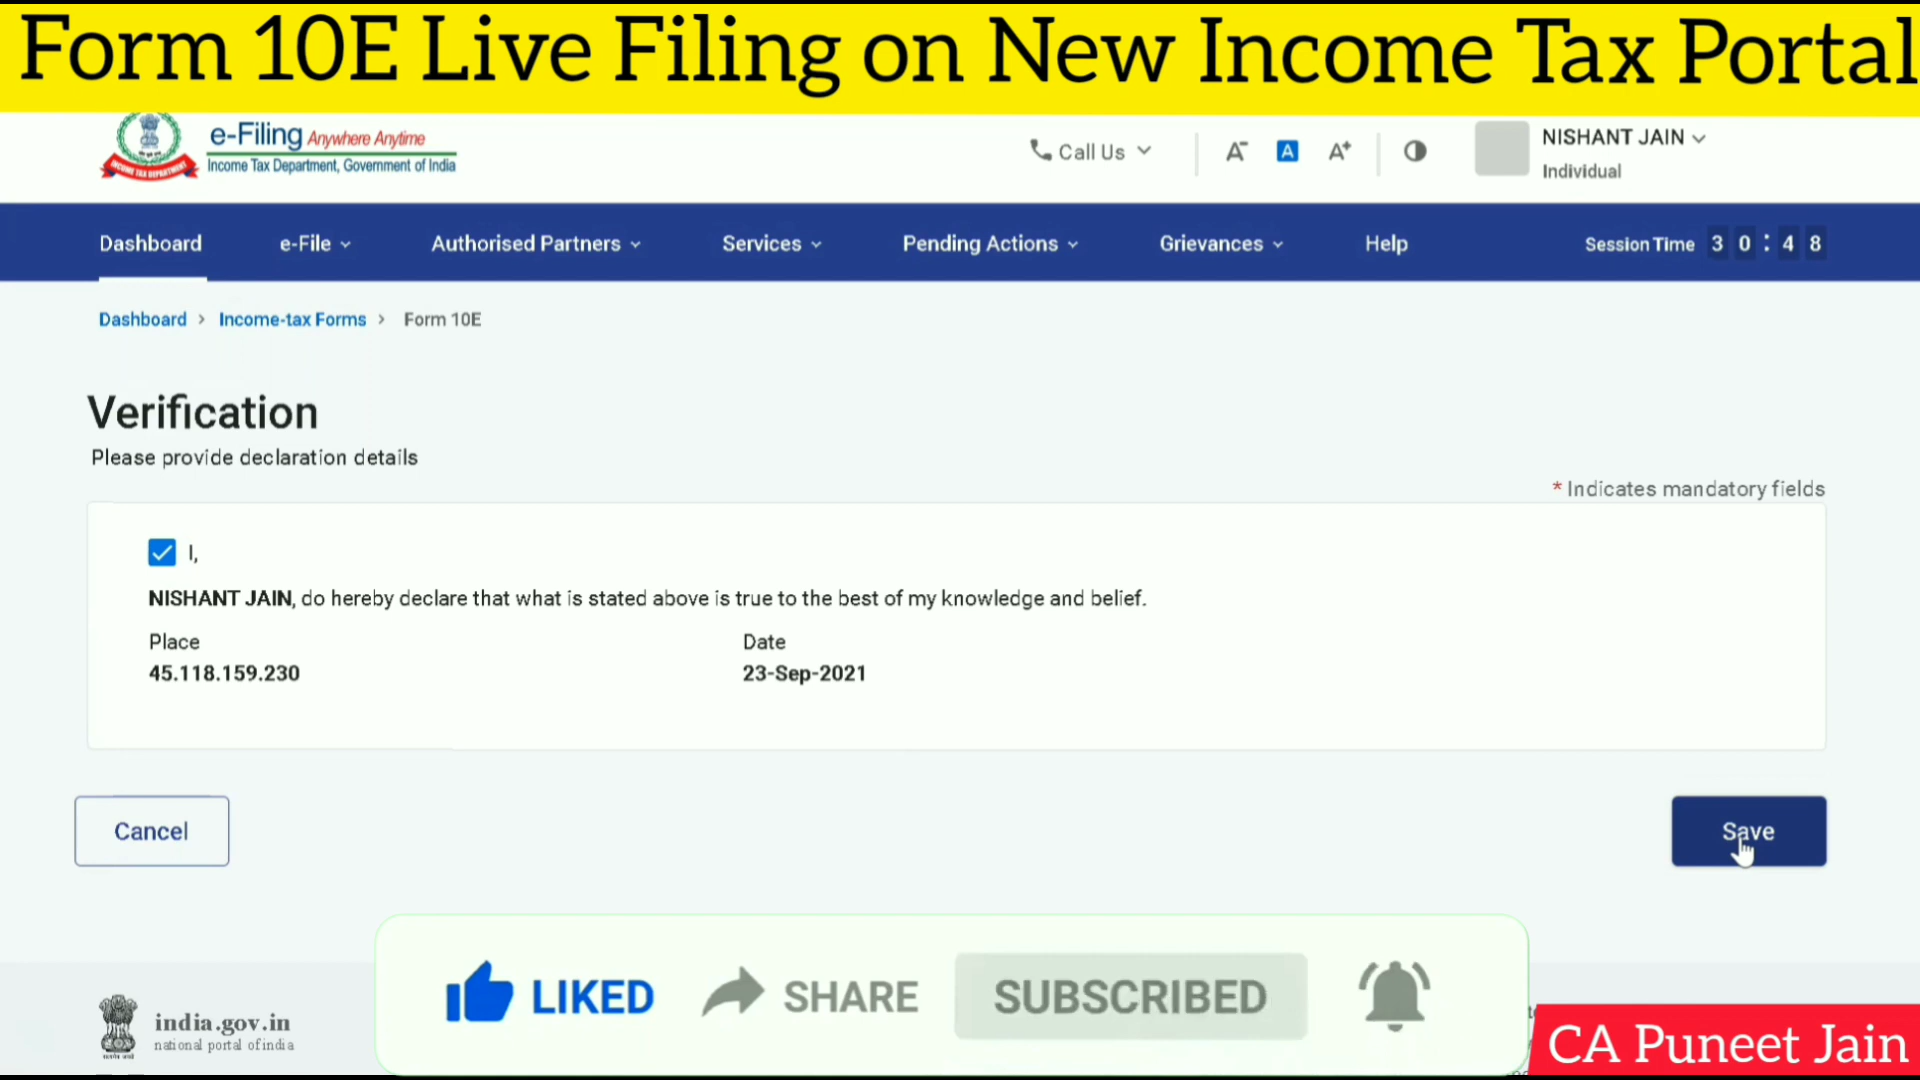 Form 10E Live Filing on New Income Tax Portal
e-Filing Anywhere Anytime
Income Tax Department, Government of India
INCOME TAX DEPARTMENT
Call Us
A- A A+
NISHANT JAIN
Individual
Dashboard e-File Authorised Partners Services Pending Actions Grievances Help Session Time 3 0 : 4 8
Dashboard > Income-tax Forms > Form 10E
Verification
Please provide declaration details
* Indicates mandatory fields
I,
NISHANT JAIN, do hereby declare that what is stated above is true to the best of my knowledge and belief.
Place Date
45.118.159.230 23-Sep-2021
Cancel Save
LIKED SHARE SUBSCRIBED
india.gov.in
national portal of india
CA Puneet Jain